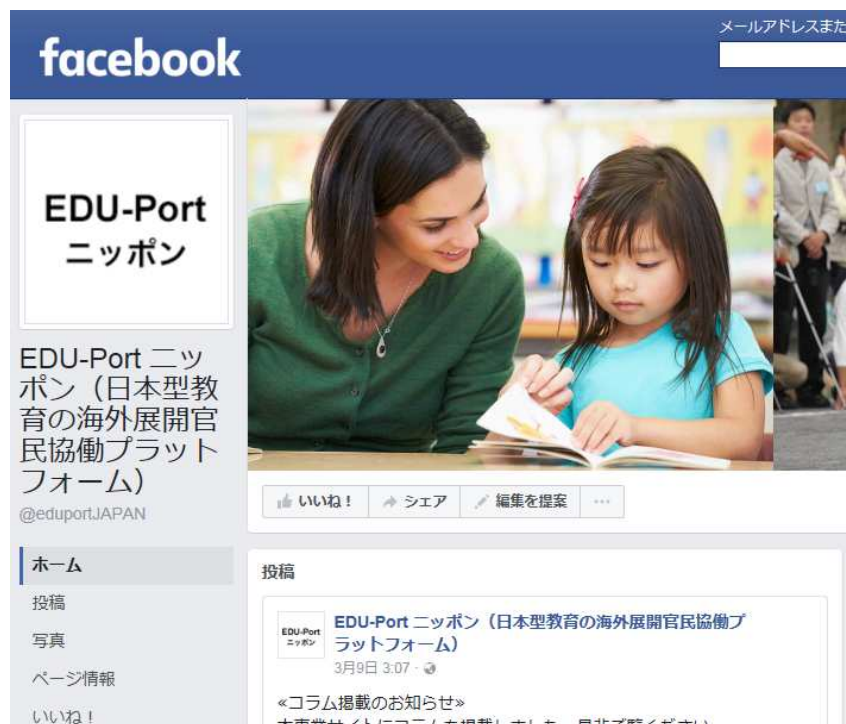 facebook
メールアドレスまた
EDU-Port
ニッポン
EDU-Port ニッ
ポン（日本型教
育の海外展開官
民協働プラット
フォーム）
@eduportJAPAN
いいね！
シェア
編集を提案
ホーム
投稿
写真
ページ情報
いいね！
投稿
EDU-Port
ニッポン
EDU-Port ニッポン（日本型教育の海外展開官民協働プ
ラットフォーム）
3月9日 3:07
«コラム掲載のお知らせ»